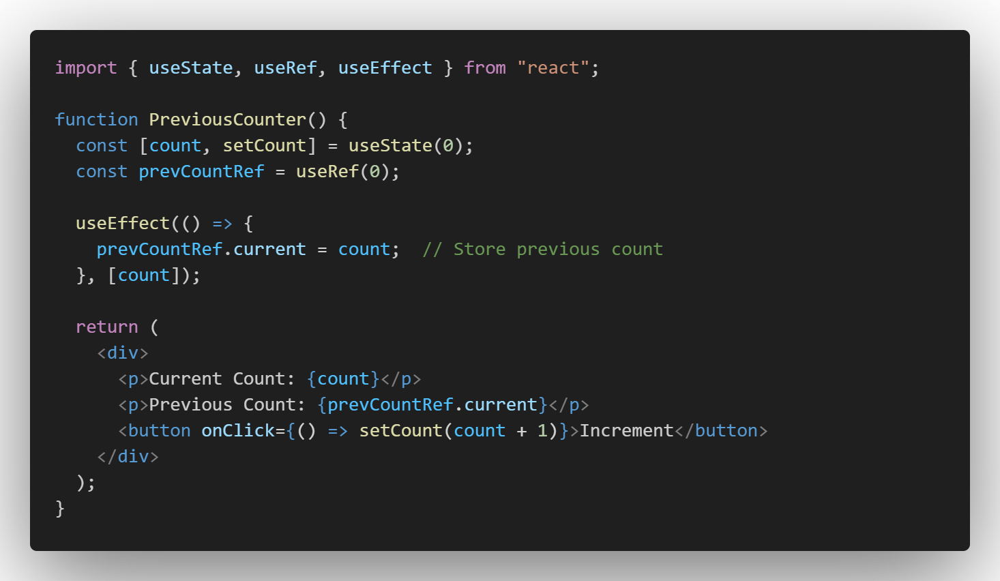 import { useState, useRef, useEffect } from "react";

function PreviousCounter() {
  const [count, setCount] = useState(0);
  const prevCountRef = useRef(0);

  useEffect(() => {
    prevCountRef.current = count;  // Store previous count
  }, [count]);

  return (
    <div>
      <p>Current Count: {count}</p>
      <p>Previous Count: {prevCountRef.current}</p>
      <button onClick={() => setCount(count + 1)}>Increment</button>
    </div>
  );
}